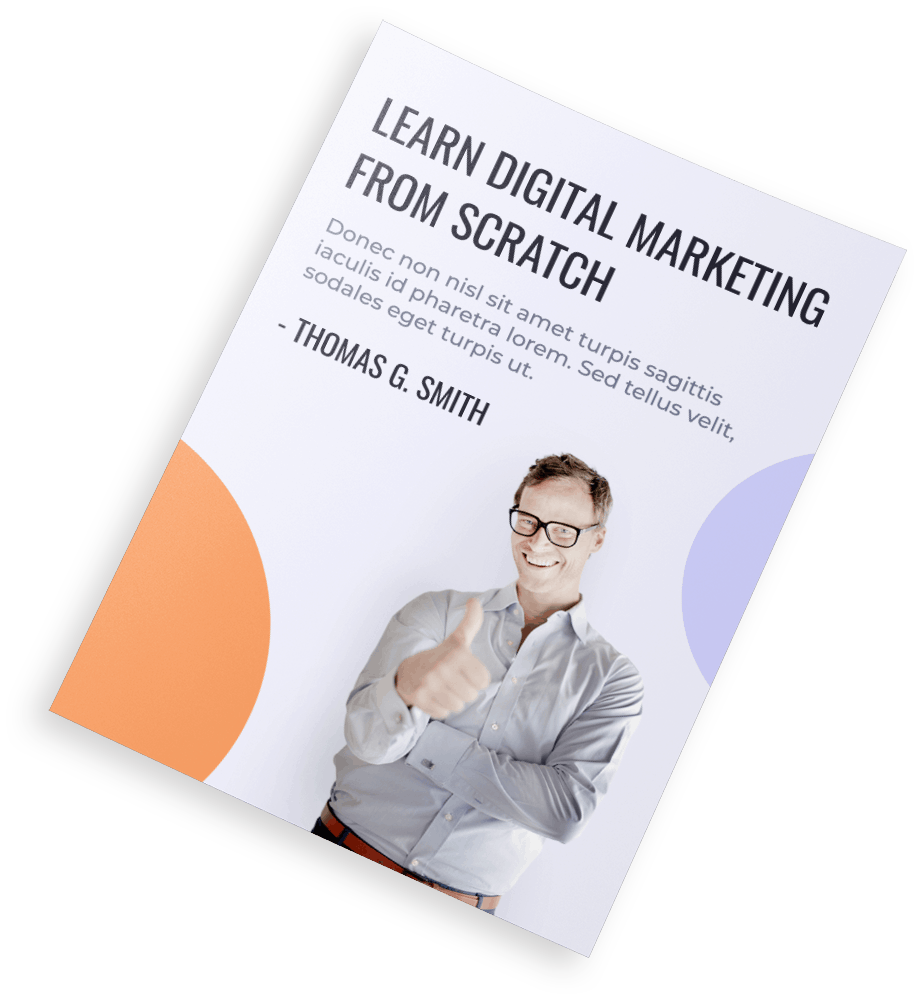 LEARN DIGITAL MARKETING
FROM SCRATCH
Donec non nisl sit amet turpis sagittis
iaculis id pharetra lorem. Sed tellus velit,
sodales eget turpis ut.
- THOMAS G. SMITH